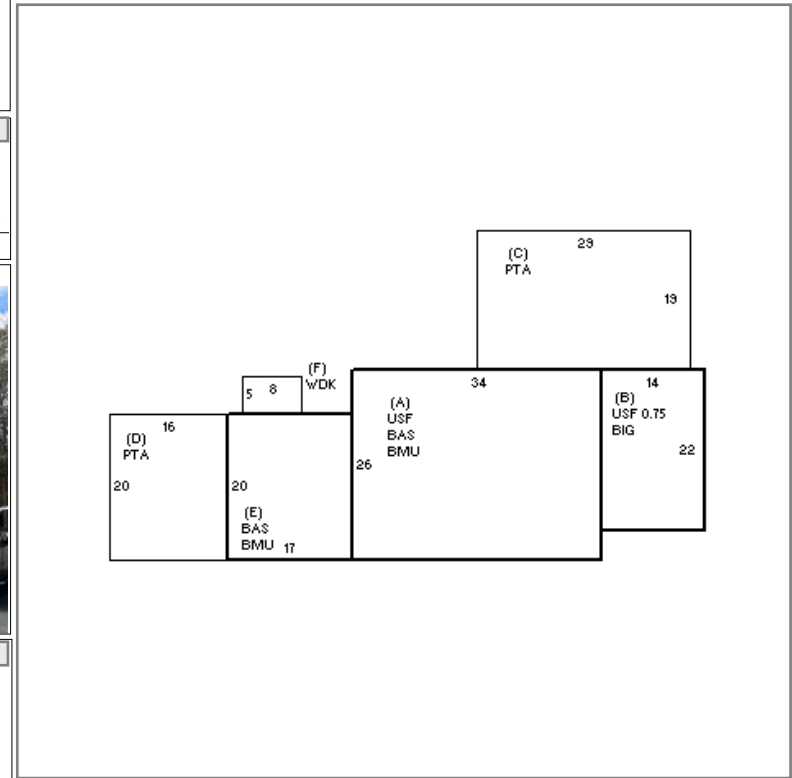 29
(C)
PTA
19
(F)
WDK
5 8
34
14
(A)
USF
BAS
BMU
(B)
USF 0.75
BIG
22
16
(D)
PTA
20
26
20
(E)
BAS
BMU 17